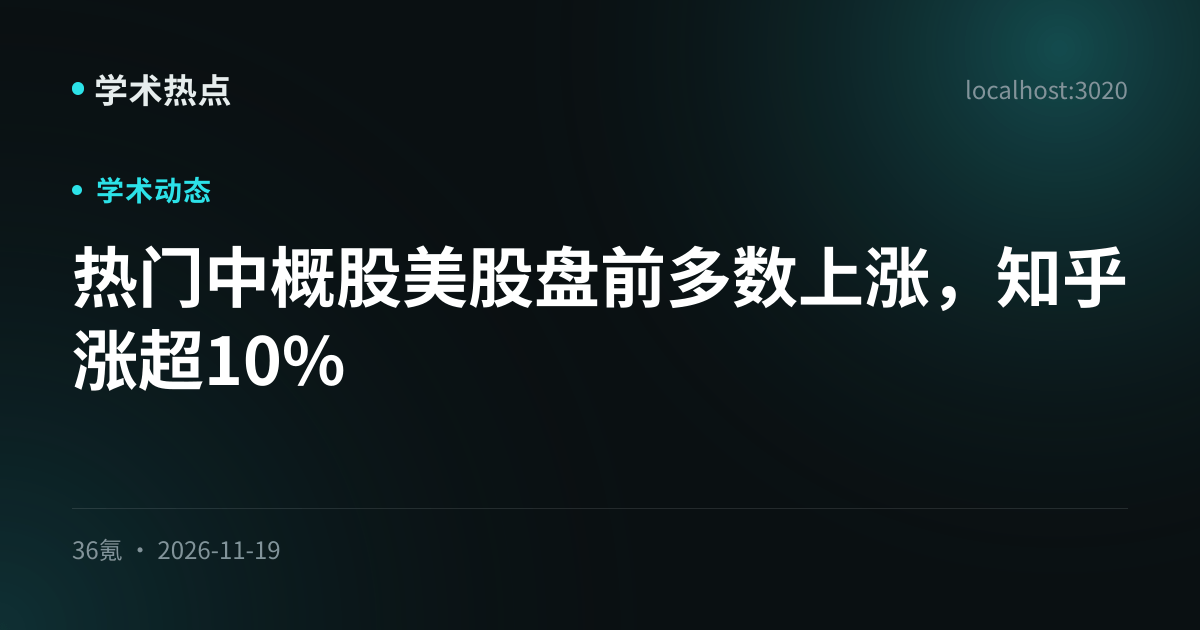 学术热点
localhost:3020
学术动态
热门中概股美股盘前多数上涨，知乎
涨超10%
36氪 · 2026-11-19